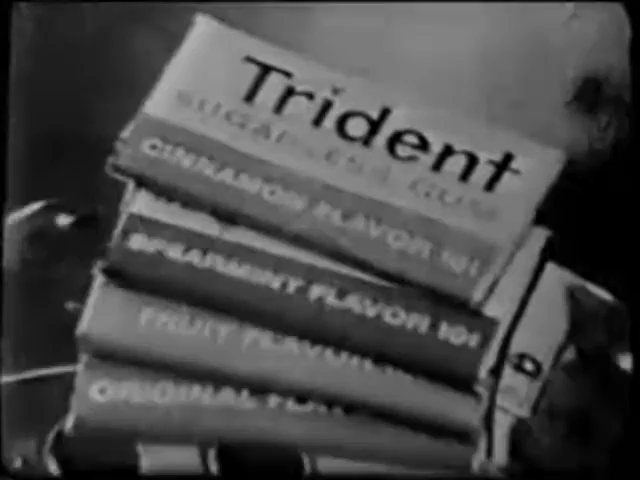 Trident
SUGARLESS GUM
CINNAMON FLAVOR 10¢
SPEARMINT FLAVOR 10¢
FRUIT FLAVOR
ORIGINAL